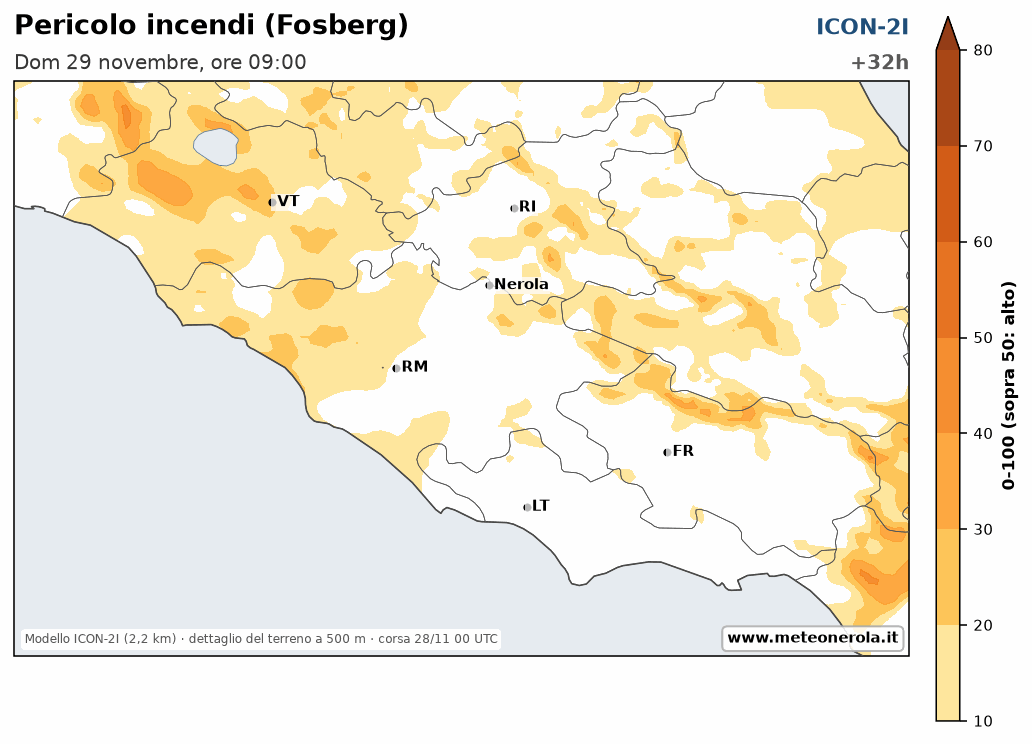 Pericolo incendi (Fosberg)
ICON-2I
Dom 29 novembre, ore 09:00
+32h
VT
RI
Nerola
RM
FR
LT
Modello ICON-2I (2,2 km) · dettaglio del terreno a 500 m · corsa 28/11 00 UTC
www.meteonerola.it
80
70
60
50
40
30
20
10
0-100 (sopra 50: alto)